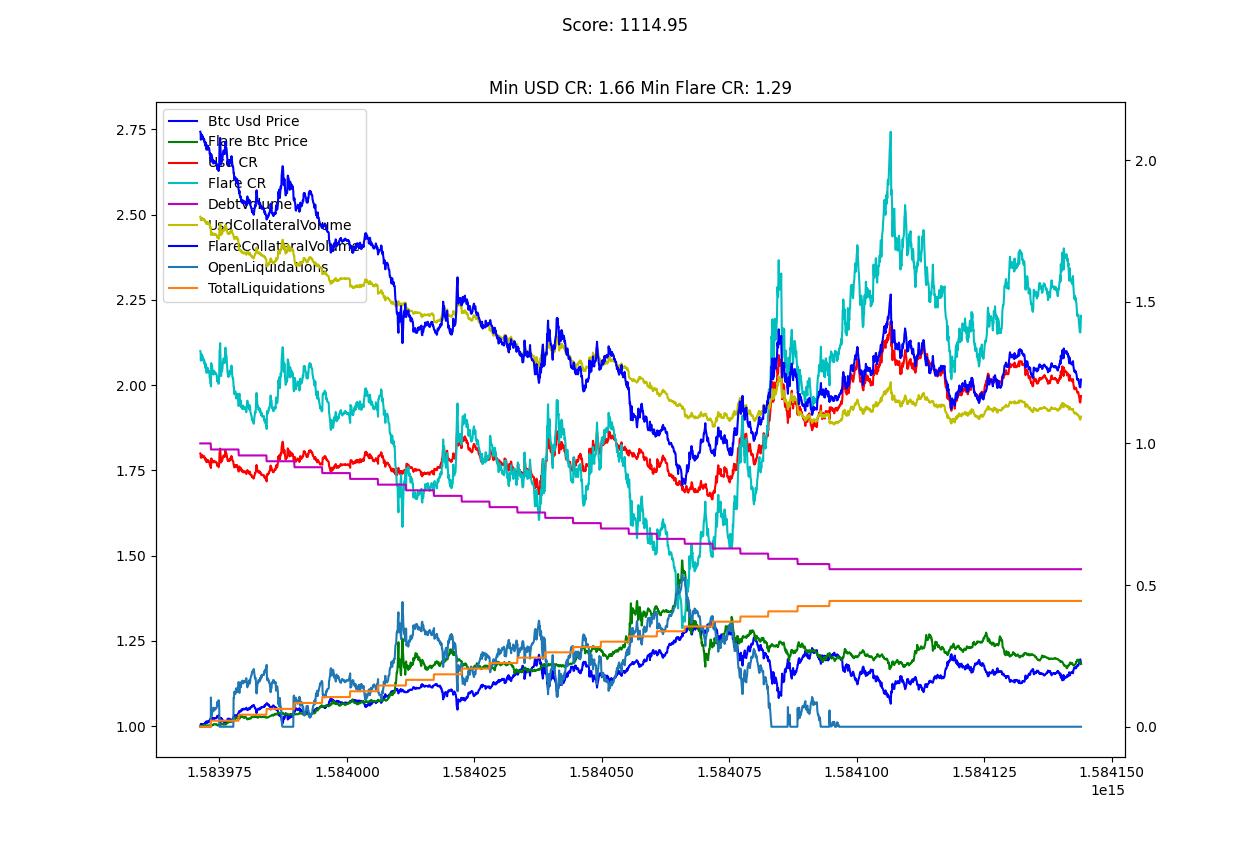 Score: 1114.95
Min USD CR: 1.66 Min Flare CR: 1.29
Btc Usd Price
Flare Btc Price
Usd CR
Flare CR
DebtVolume
UsdCollateralVolume
FlareCollateralVolume
OpenLiquidations
TotalLiquidations
2.75
2.50
2.25
2.00
1.75
1.50
1.25
1.00
2.0
1.5
1.0
0.5
0.0
1.583975 1.584000 1.584025 1.584050 1.584075 1.584100 1.584125 1.584150
1e15